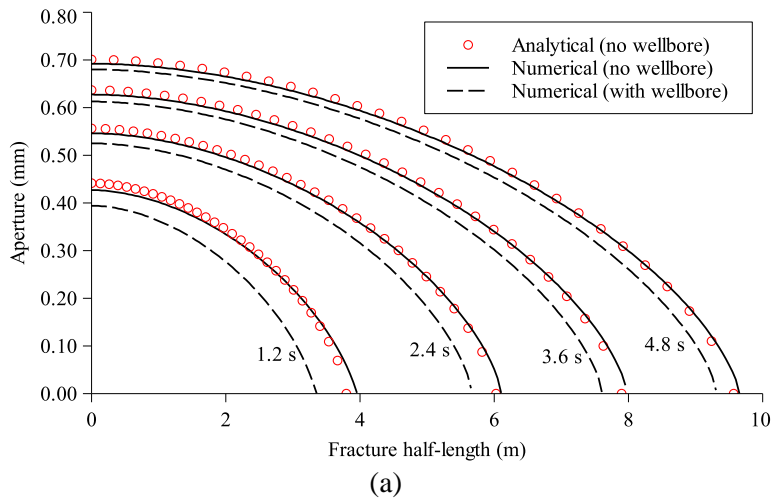 0.80
0.70
0.60
0.50
0.40
0.30
0.20
0.10
0.00
Aperture (mm)
Analytical (no wellbore)
Numerical (no wellbore)
Numerical (with wellbore)
1.2 s
2.4 s
3.6 s
4.8 s
0 2 4 6 8 10
Fracture half-length (m)
(a)